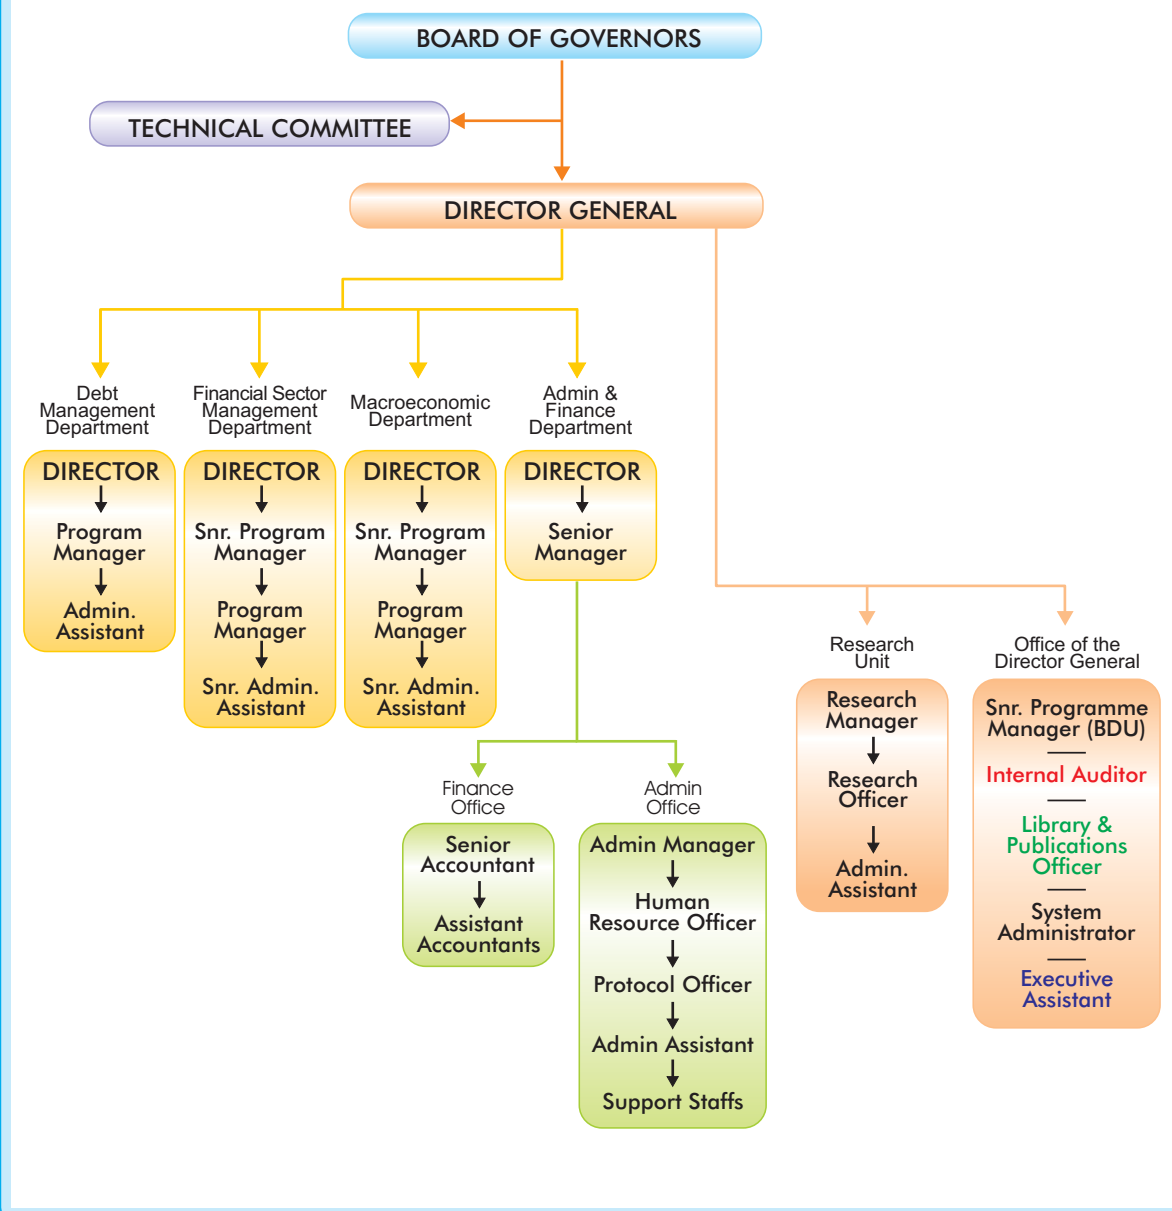 BOARD OF GOVERNORS
TECHNICAL COMMITTEE
DIRECTOR GENERAL
Debt
Management
Department
DIRECTOR
Program
Manager
Admin.
Assistant
Financial Sector
Management
Department
DIRECTOR
Snr. Program
Manager
Program
Manager
Snr. Admin.
Assistant
Macroeconomic
Department
DIRECTOR
Snr. Program
Manager
Program
Manager
Snr. Admin.
Assistant
Admin &
Finance
Department
DIRECTOR
Senior
Manager
Finance
Office
Senior
Accountant
Assistant
Accountants
Admin
Office
Admin Manager
Human
Resource Officer
Protocol Officer
Admin Assistant
Support Staffs
Research
Unit
Research
Manager
Research
Officer
Admin.
Assistant
Office of the
Director General
Snr. Programme
Manager (BDU)
Internal Auditor
Library &
Publications
Officer
System
Administrator
Executive
Assistant